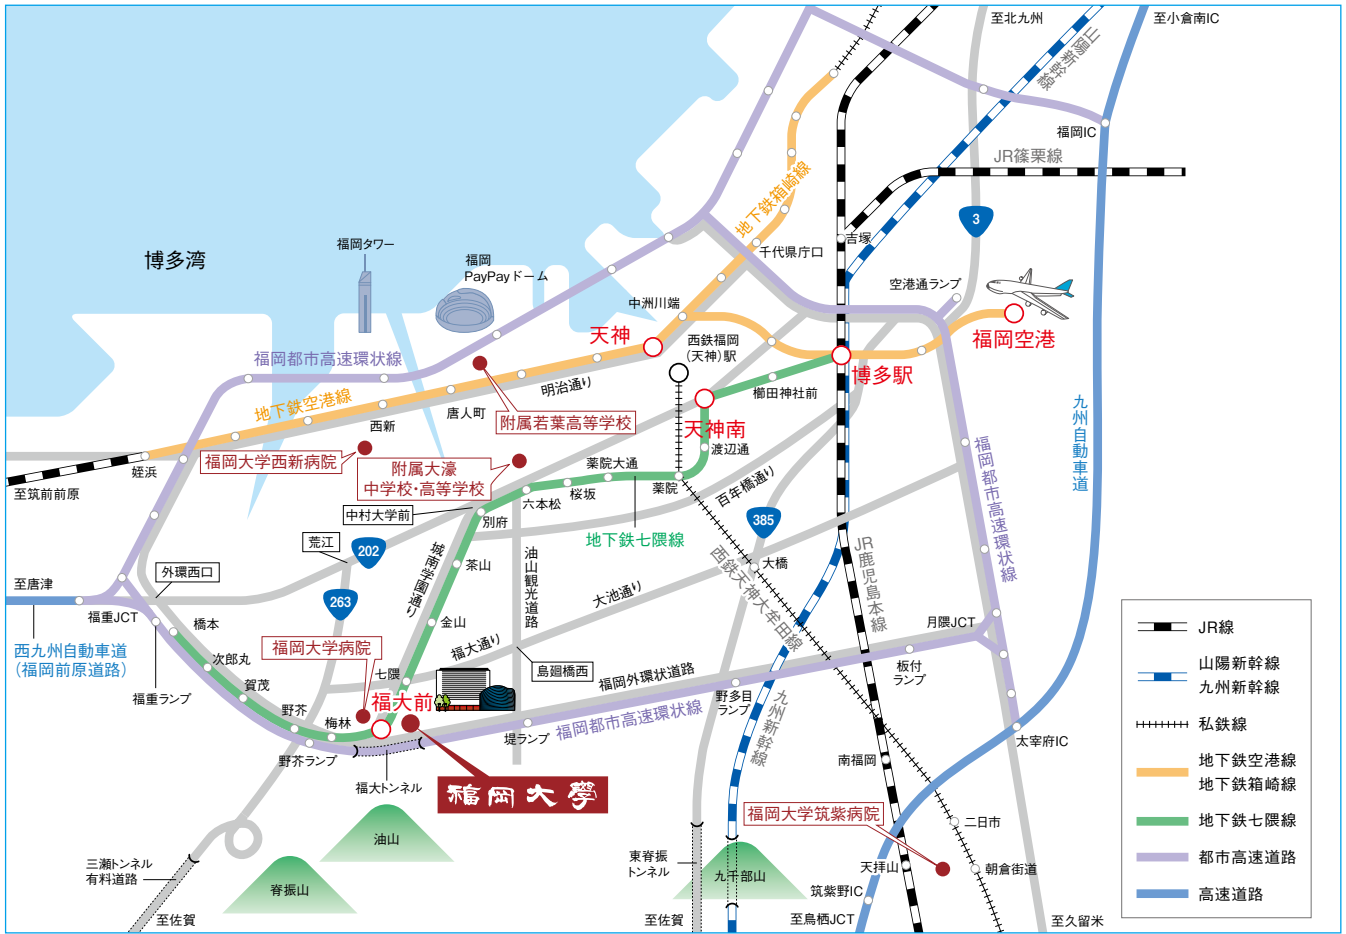 至北九州
至小倉南IC
山陽新幹線
福岡IC
JR篠栗線
地下鉄箱崎線
3
吉塚
千代県庁口
博多湾
福岡タワー
福岡
PayPayドーム
空港通ランプ
中洲川端
福岡空港
天神
西鉄福岡
（天神）駅
福岡都市高速環状線
博多駅
明治通り
櫛田神社前
地下鉄空港線
唐人町
西新
附属若葉高等学校
天神南
九州自動車道
渡辺通
福岡大学西新病院
姪浜
附属大濠
中学校・高等学校
薬院大通
薬院
百年橋通り
福岡都市高速環状線
至筑前前原
桜坂
六本松
中村大学前
別府
385
地下鉄七隈線
荒江
202
城南学園通り
油山観光道路
西鉄天神大牟田線
大橋
JR鹿児島本線
茶山
外環西口
至唐津
263
大池通り
福重JCT
橋本
金山
月隈JCT
JR線
西九州自動車道
（福岡前原道路）
福岡大学病院
福大通り
次郎丸
島廻橋西
板付
ランプ
山陽新幹線
九州新幹線
七隈
福岡外環状道路
賀茂
福重ランプ
福大前
野多目
ランプ
九州新幹線
野芥
梅林
福岡都市高速環状線
私鉄線
堤ランプ
太宰府IC
野芥ランプ
南福岡
地下鉄空港線
地下鉄箱崎線
福大トンネル
福岡大學
福岡大学筑紫病院
二日市
地下鉄七隈線
油山
三瀬トンネル
有料道路
東脊振
トンネル
都市高速道路
天拝山
朝倉街道
九千部山
脊振山
筑紫野IC
高速道路
至佐賀
至佐賀
至鳥栖JCT
至久留米